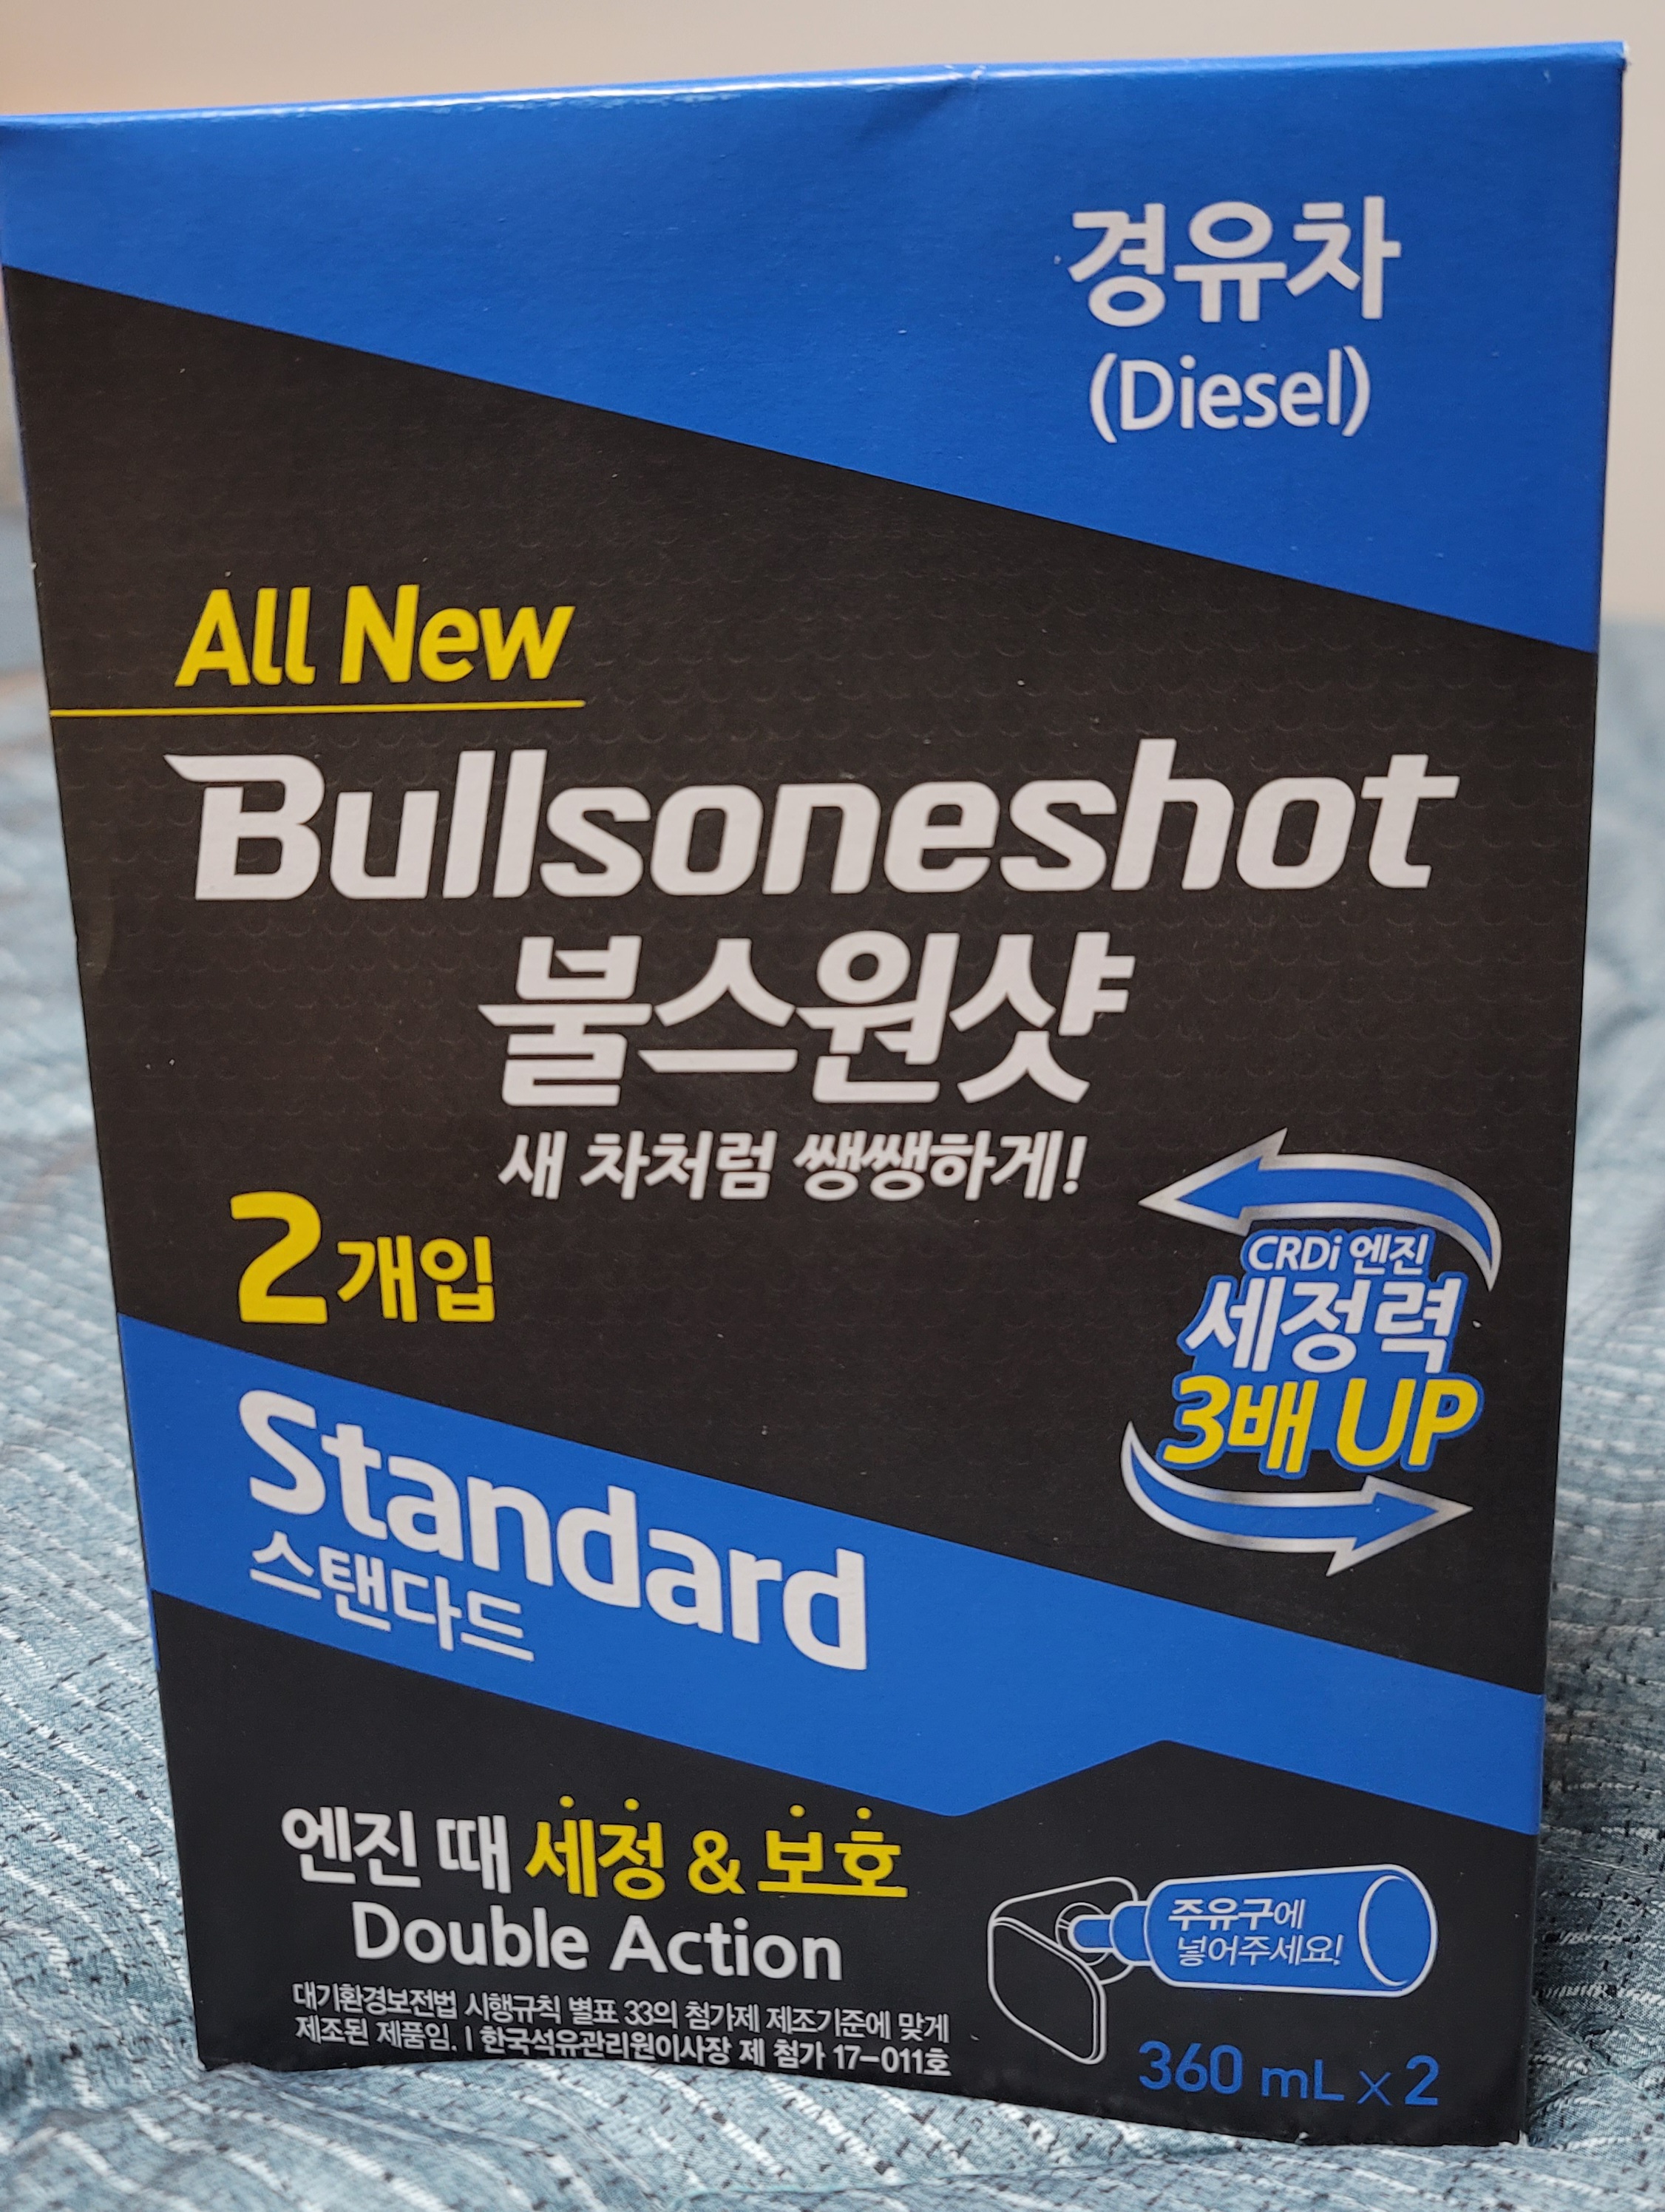 경유차
(Diesel)
All New
Bullsoneshot
불스원샷
새 차처럼 쌩쌩하게!
2개입
CRDi 엔진
세정력
3배 UP
Standard
스탠다드
엔진 때 세정 & 보호
Double Action
대기환경보전법 시행규칙 별표 33의 첨가제 제조기준에 맞게
제조된 제품임. | 한국석유관리원이사장 제 첨가 17-011호
주유구에
넣어주세요!
360 mL x 2